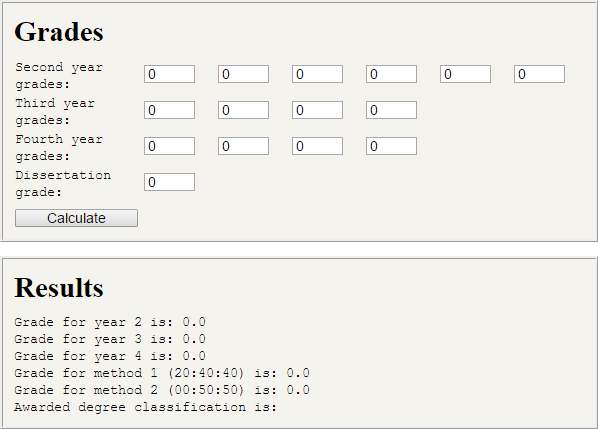 Grades
Second year
grades:
0 0 0 0 0 0
Third year
grades:
0 0 0 0
Fourth year
grades:
0 0 0 0
Dissertation
grade:
0
Calculate
Results
Grade for year 2 is: 0.0
Grade for year 3 is: 0.0
Grade for year 4 is: 0.0
Grade for method 1 (20:40:40) is: 0.0
Grade for method 2 (00:50:50) is: 0.0
Awarded degree classification is: